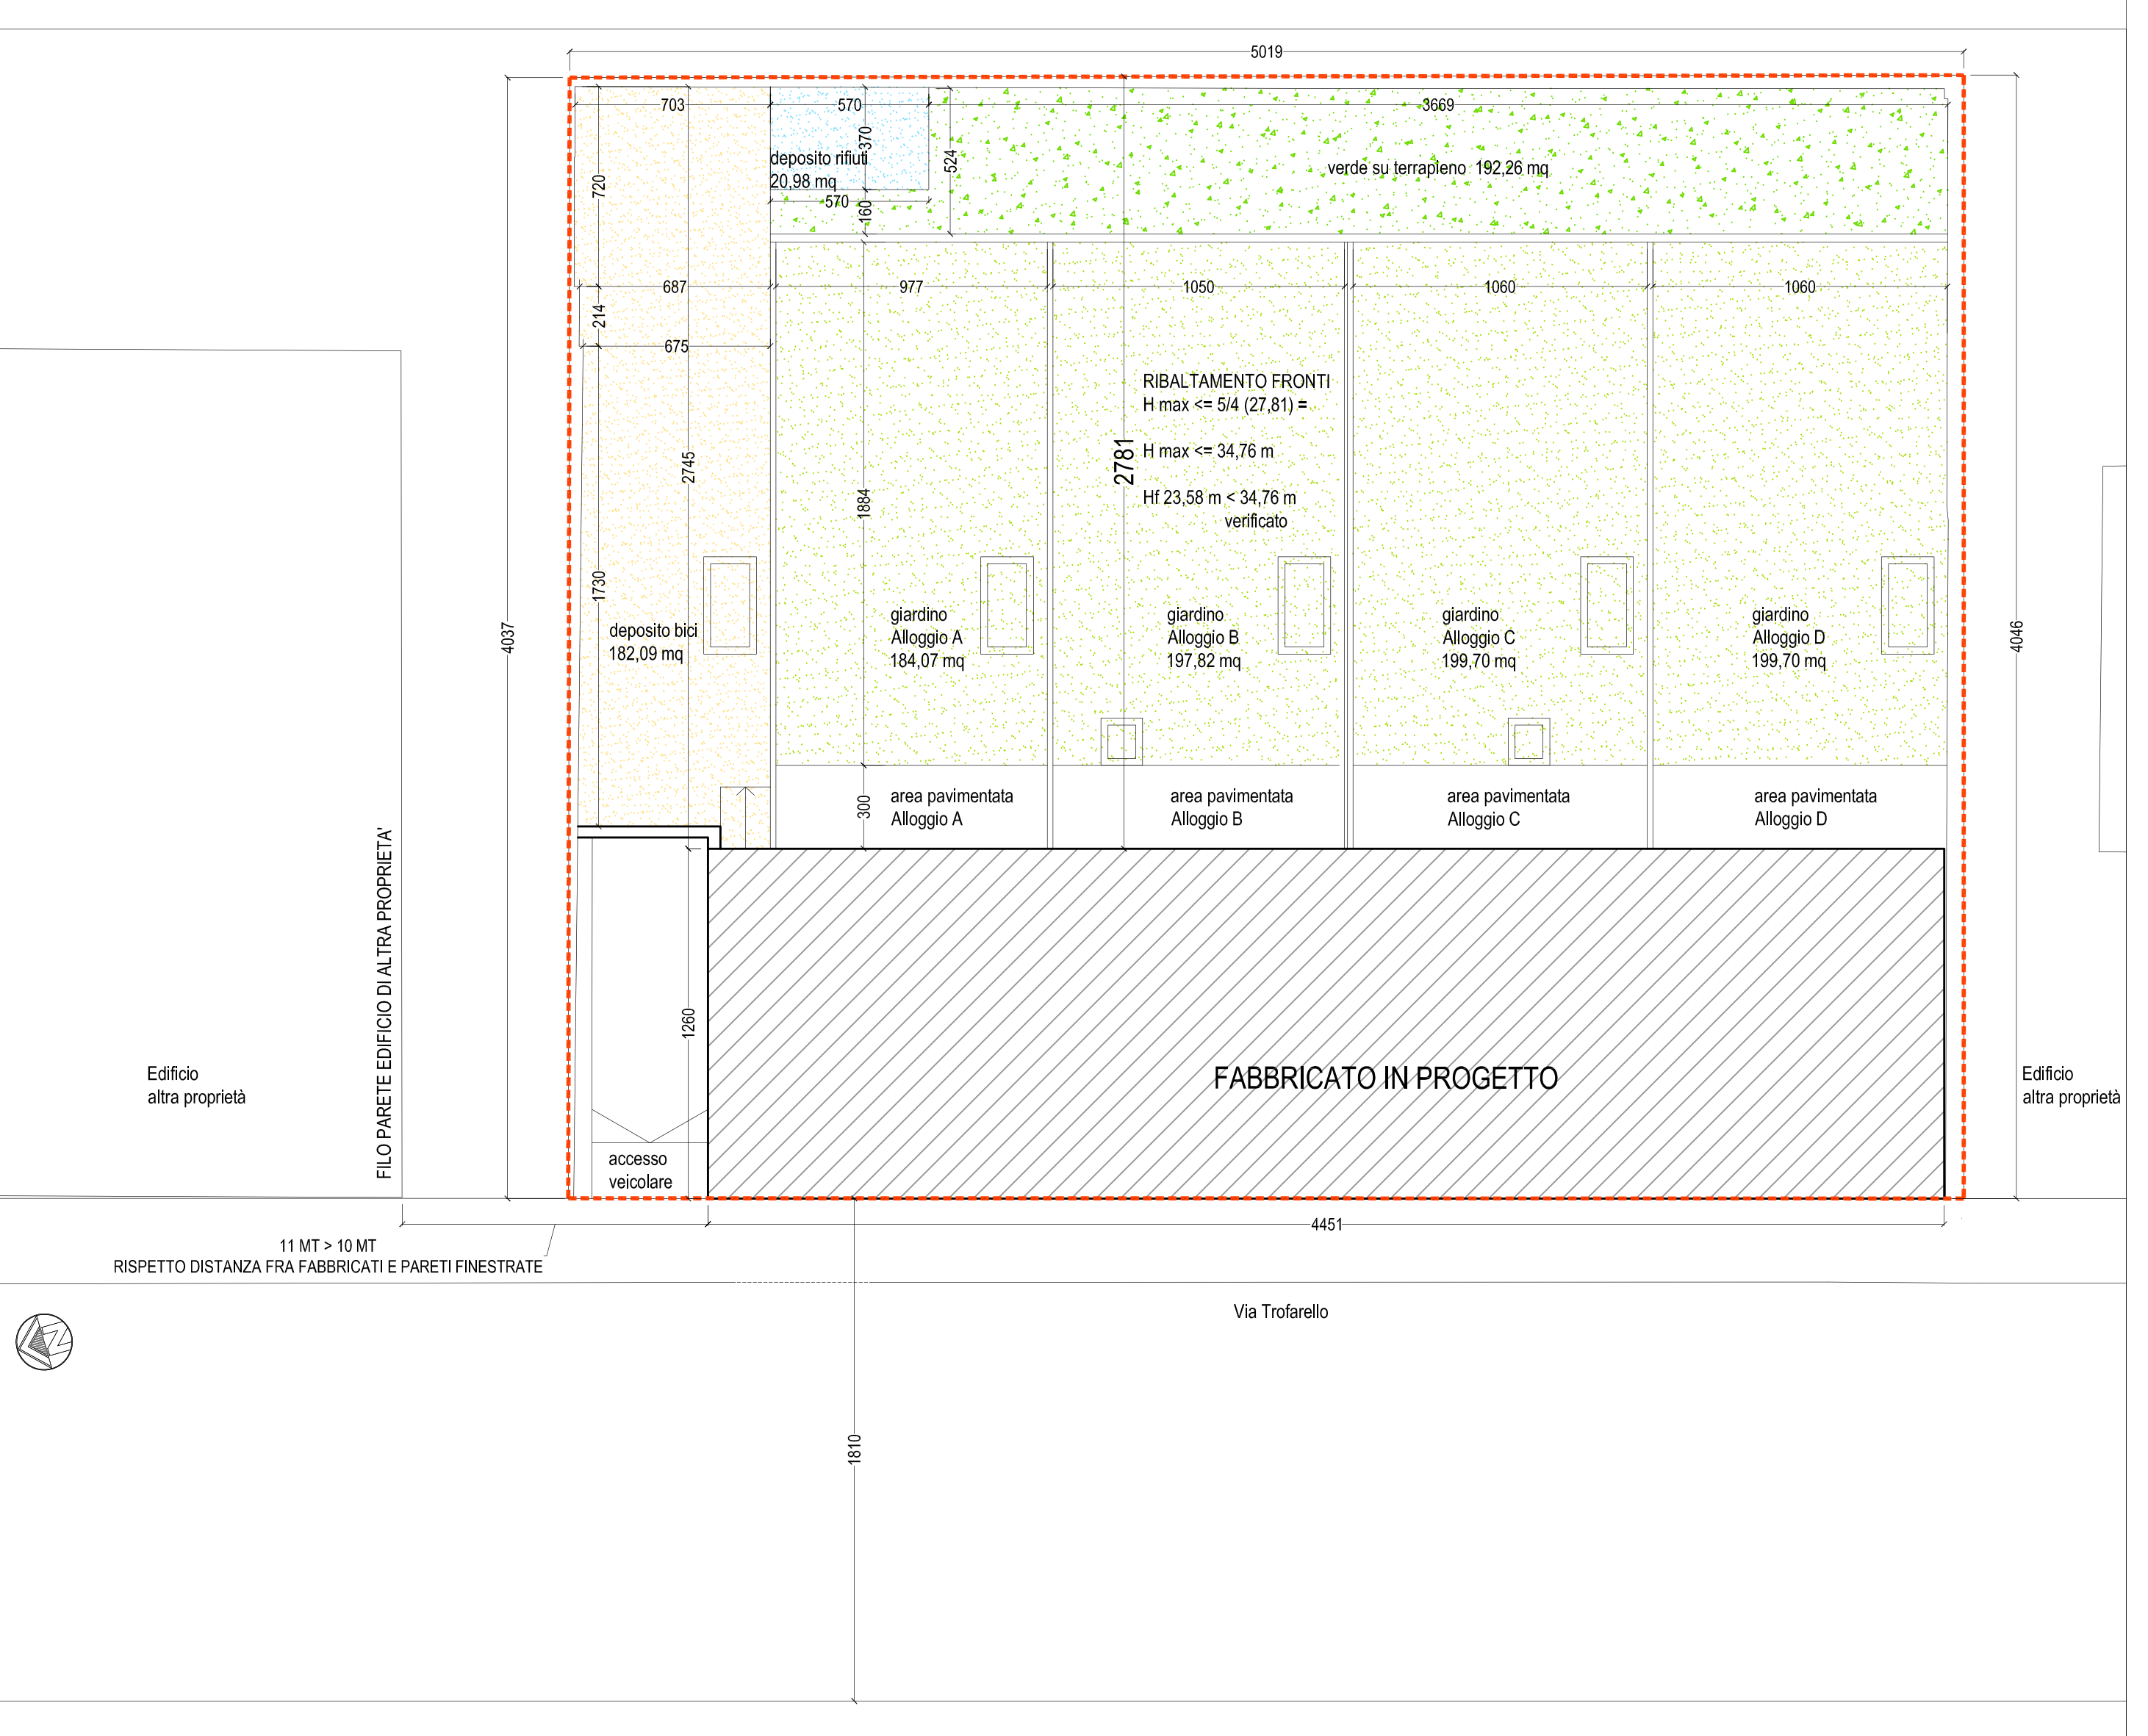 5019
703
570
3669
370
524
deposito rifiuti
20,98 mq
verde su terrapieno 192,26 mq
720
570
160
687
977
1050
1060
1060
214
675
RIBALTAMENTO FRONTI
H max <= 5/4 (27,81) =
H max <= 34,76 m
Hf 23,58 m < 34,76 m
verificato
2745
2781
1884
1730
4037
4046
deposito bici
182,09 mq
giardino
Alloggio A
184,07 mq
giardino
Alloggio B
197,82 mq
giardino
Alloggio C
199,70 mq
giardino
Alloggio D
199,70 mq
300
area pavimentata
Alloggio A
area pavimentata
Alloggio B
area pavimentata
Alloggio C
area pavimentata
Alloggio D
FILO PARETE EDIFICIO DI ALTRA PROPRIETA'
1260
Edificio
altra proprietà
FABBRICATO IN PROGETTO
Edificio
altra proprietà
accesso
veicolare
4451
11 MT > 10 MT
RISPETTO DISTANZA FRA FABBRICATI E PARETI FINESTRATE
Via Trofarello
N
1810